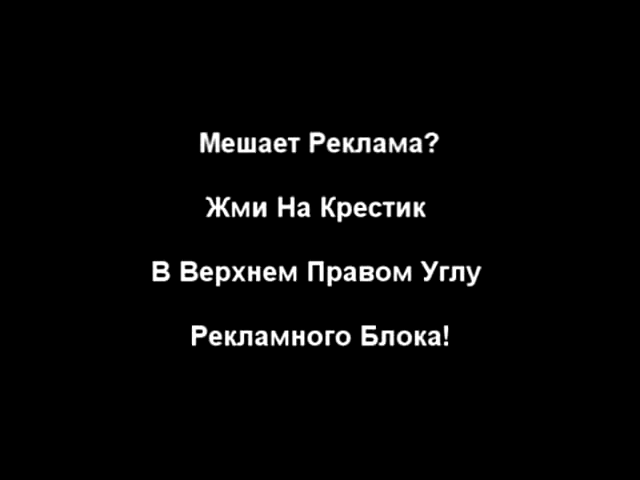 Мешает Реклама?
Жми На Крестик
В Верхнем Правом Углу
Рекламного Блока!